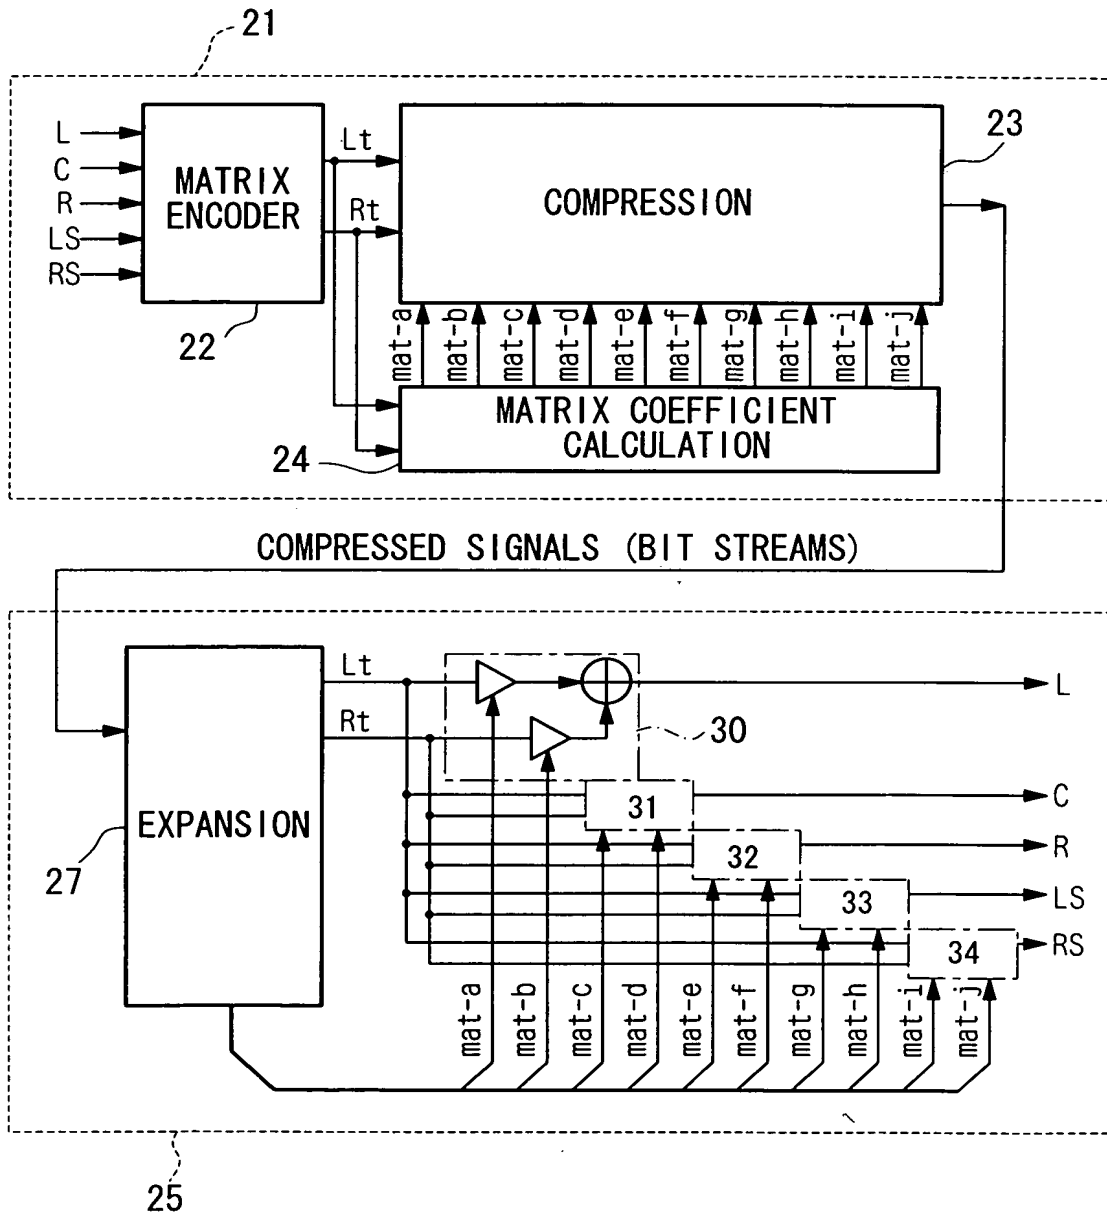 21
L
C
R
LS
RS
MATRIX
ENCODER
22
Lt
Rt
COMPRESSION
23
mat-a
mat-b
mat-c
mat-d
mat-e
mat-f
mat-g
mat-h
mat-i
mat-j
MATRIX COEFFICIENT
CALCULATION
24
COMPRESSED SIGNALS (BIT STREAMS)
EXPANSION
27
Lt
Rt
30
31
32
33
34
L
C
R
LS
RS
mat-a
mat-b
mat-c
mat-d
mat-e
mat-f
mat-g
mat-h
mat-i
mat-j
25